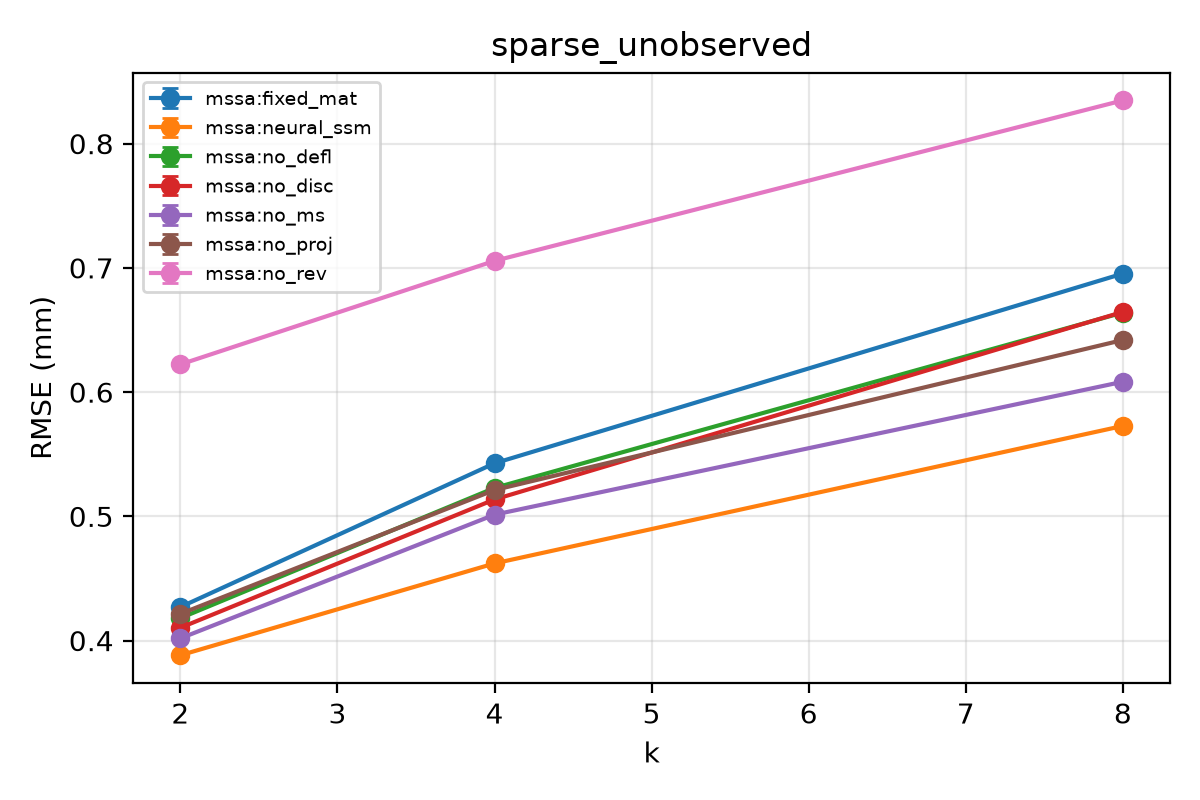 sparse_unobserved
mssa:fixed_mat
mssa:neural_ssm
mssa:no_defl
mssa:no_disc
mssa:no_ms
mssa:no_proj
mssa:no_rev
RMSE (mm)
0.8
0.7
0.6
0.5
0.4
2 3 4 5 6 7 8
k